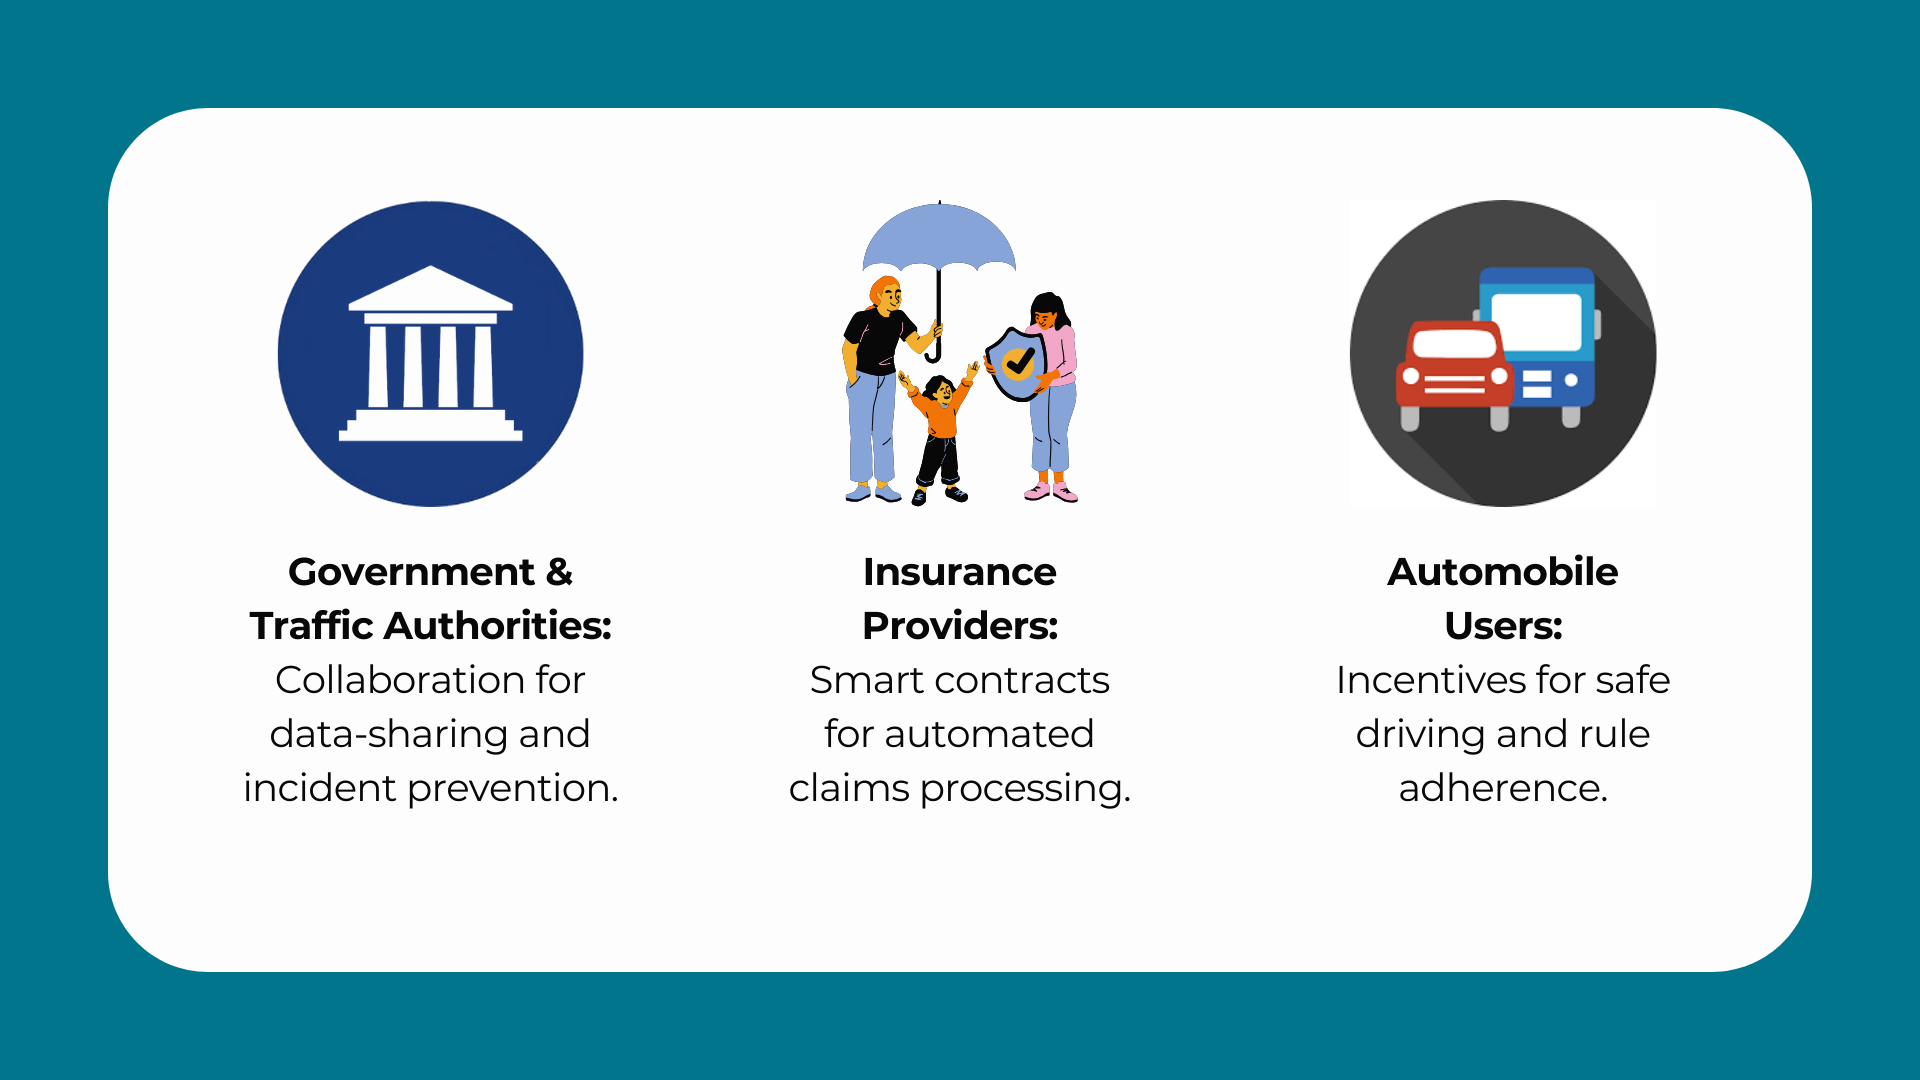 Government &
Traffic Authorities:
Collaboration for
data-sharing and
incident prevention.
Insurance
Providers:
Smart contracts
for automated
claims processing.
Automobile
Users:
Incentives for safe
driving and rule
adherence.